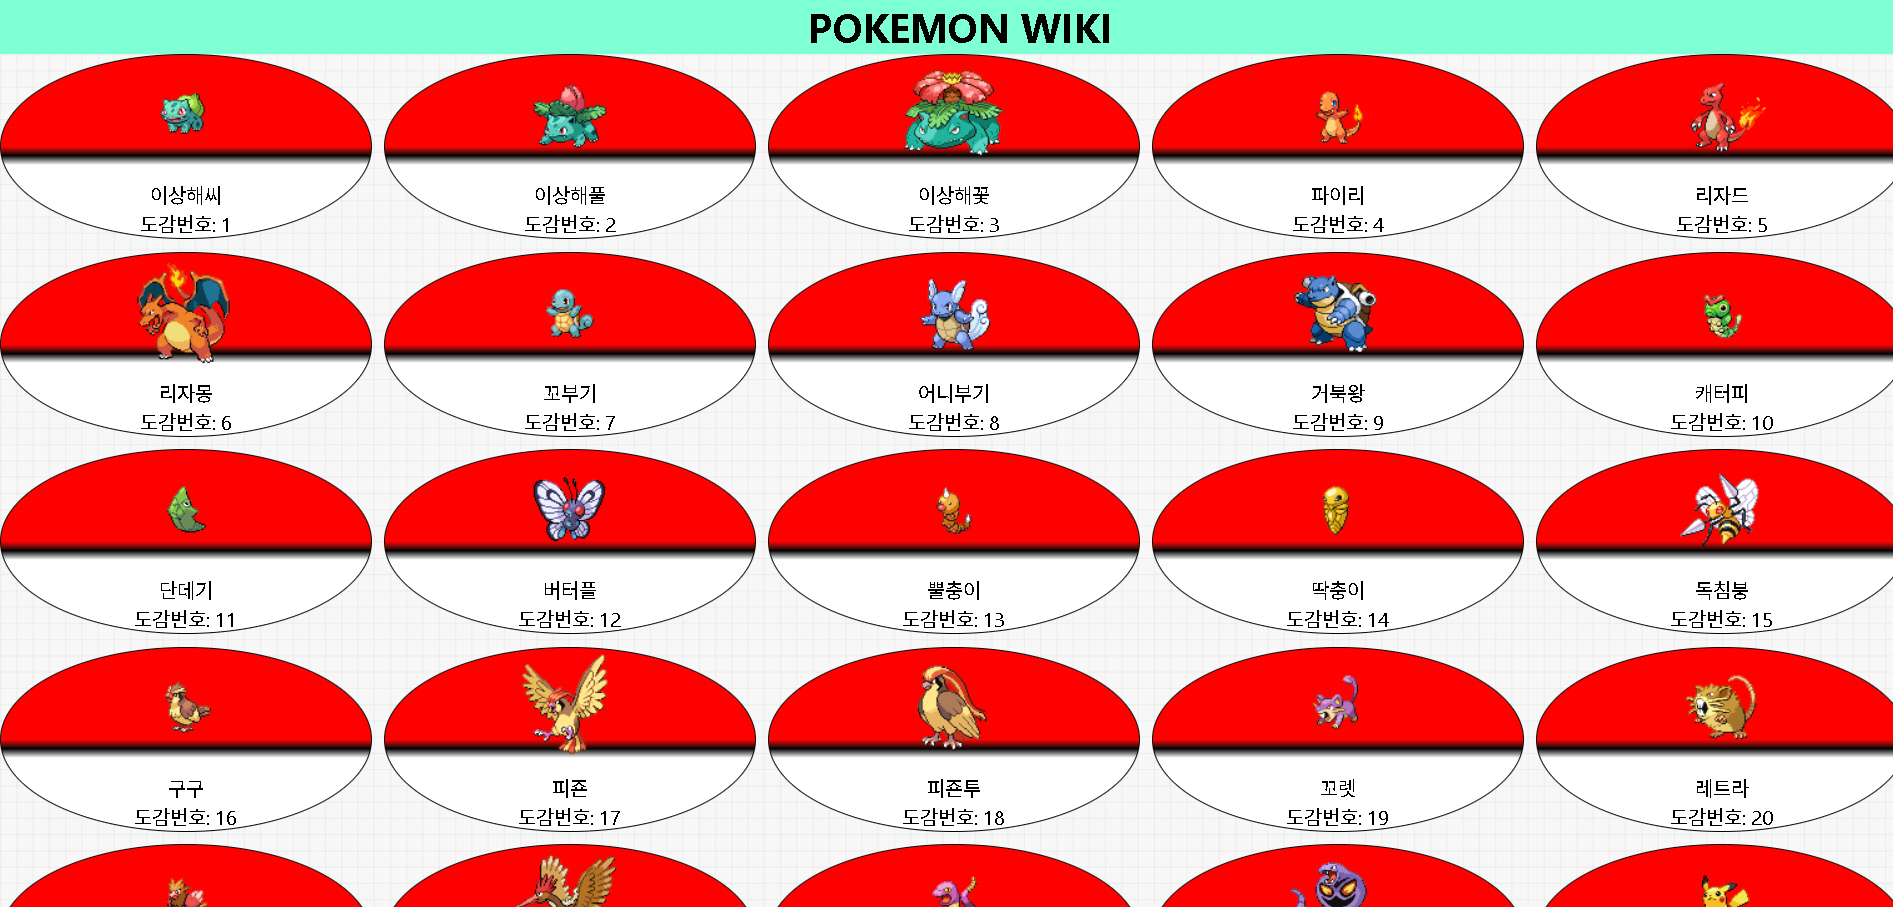 POKEMON WIKI
이상해씨
도감번호: 1
이상해풀
도감번호: 2
이상해꽃
도감번호: 3
파이리
도감번호: 4
리자드
도감번호: 5
리자몽
도감번호: 6
꼬부기
도감번호: 7
어니부기
도감번호: 8
거북왕
도감번호: 9
캐터피
도감번호: 10
단데기
도감번호: 11
버터플
도감번호: 12
뿔충이
도감번호: 13
딱충이
도감번호: 14
독침붕
도감번호: 15
구구
도감번호: 16
피죤
도감번호: 17
피죤투
도감번호: 18
꼬렛
도감번호: 19
레트라
도감번호: 20